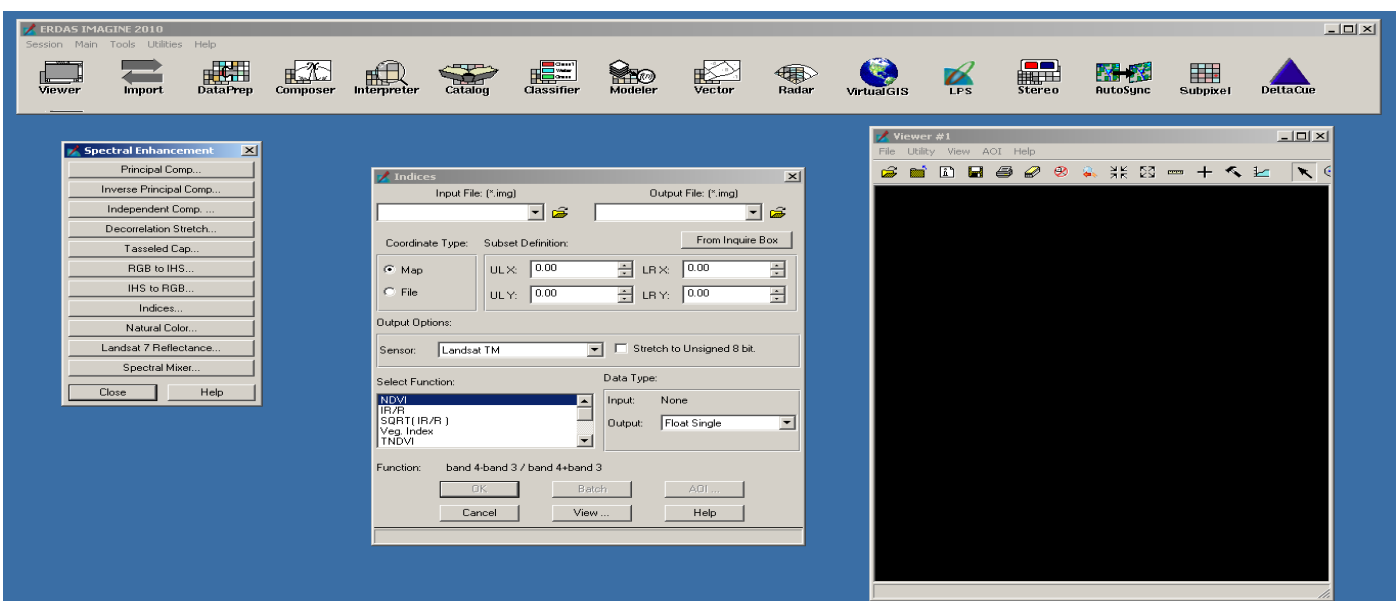 ERDAS IMAGINE 2010
Session Main Tools Utilities Help
Viewer Import DataPrep Composer Interpreter Catalog Classifier Modeler Vector Radar VirtualGIS LPS Stereo AutoSync Subpixel DeltaCue
Spectral Enhancement
Principal Comp...
Inverse Principal Comp...
Independent Comp. ...
Decorrelation Stretch...
Tasseled Cap...
RGB to IHS...
IHS to RGB...
Indices...
Natural Color...
Landsat 7 Reflectance...
Spectral Mixer...
Close Help
Indices
Input File: (*.img) Output File: (*.img)
Coordinate Type: Subset Definition: From Inquire Box
Map ULX: 0.00 LRX: 0.00
File ULY: 0.00 LRY: 0.00
Output Options:
Sensor: Landsat TM Stretch to Unsigned 8 bit.
Select Function: Data Type:
NDVI Input: None
IR/R
SQRT( IR/R ) Output: Float Single
Veg. Index
TNDVI
Function: band 4-band 3 / band 4+band 3
OK Batch AOI ...
Cancel View ... Help
Viewer #1
File Utility View AOI Help